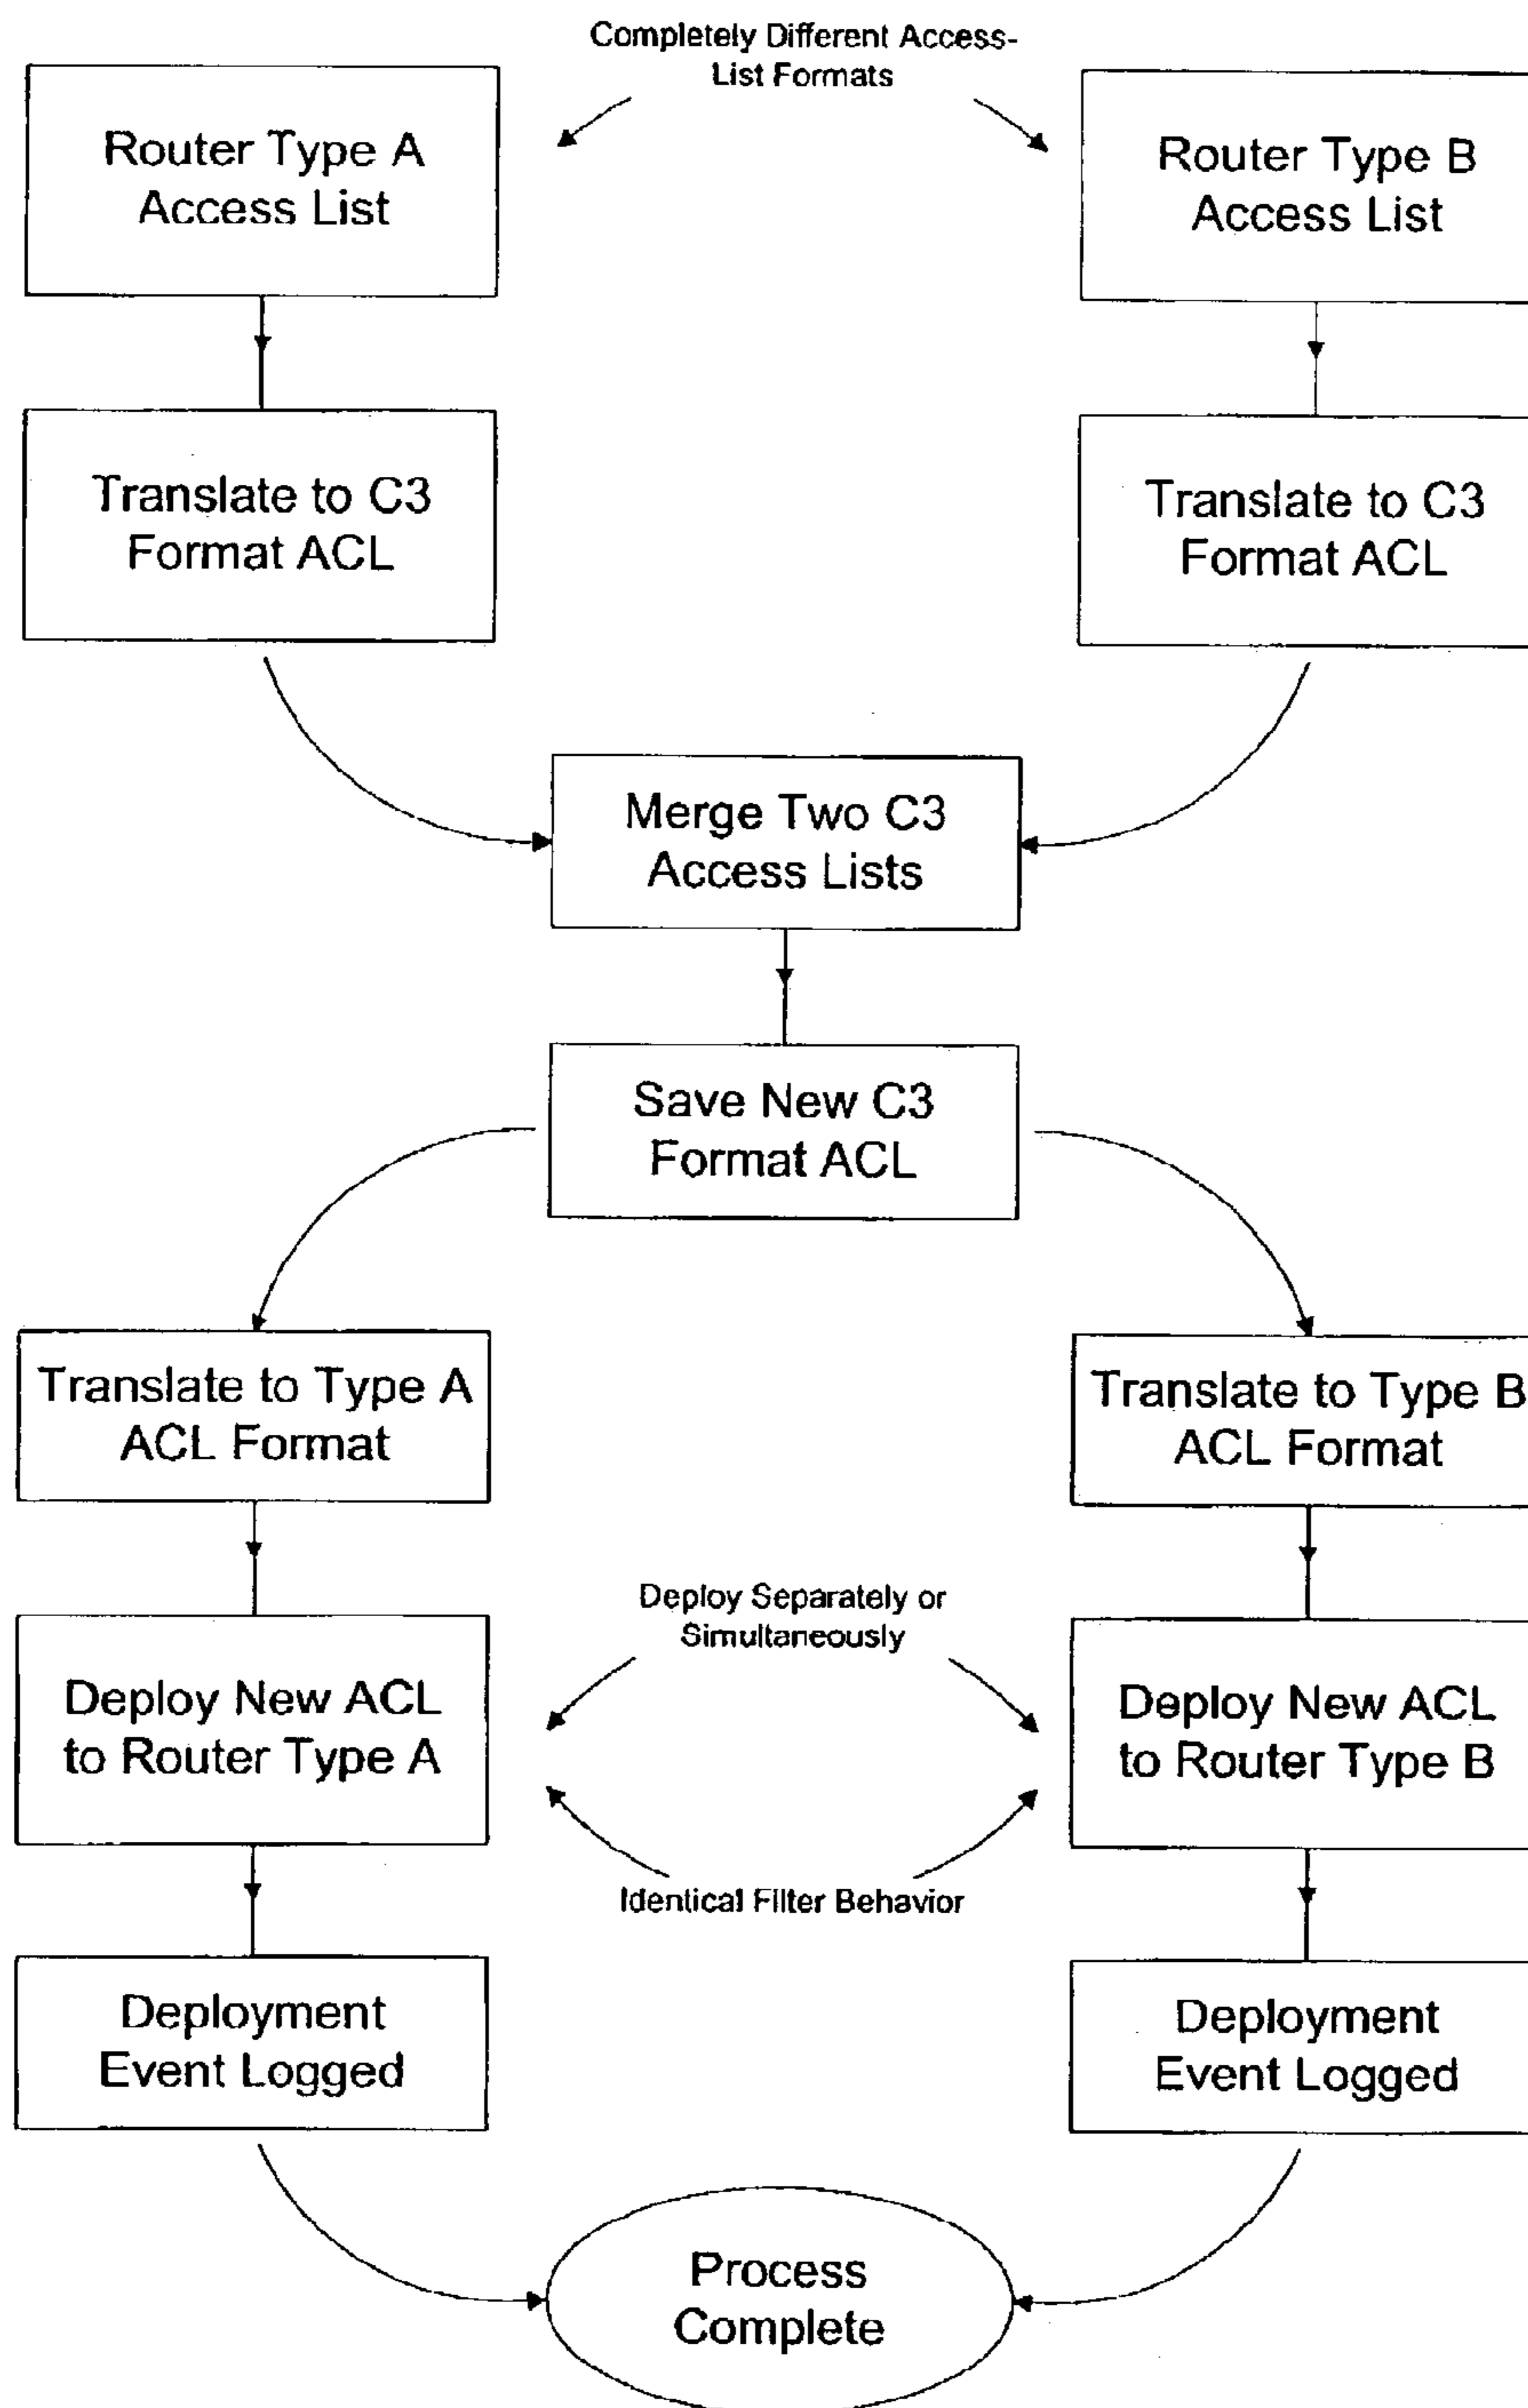 Completely Different Access-
List Formats
Router Type A
Access List
Router Type B
Access List
Translate to C3
Format ACL
Translate to C3
Format ACL
Merge Two C3
Access Lists
Save New C3
Format ACL
Translate to Type A
ACL Format
Translate to Type B
ACL Format
Deploy Separately or
Simultaneously
Deploy New ACL
to Router Type A
Deploy New ACL
to Router Type B
Identical Filter Behavior
Deployment
Event Logged
Deployment
Event Logged
Process
Complete